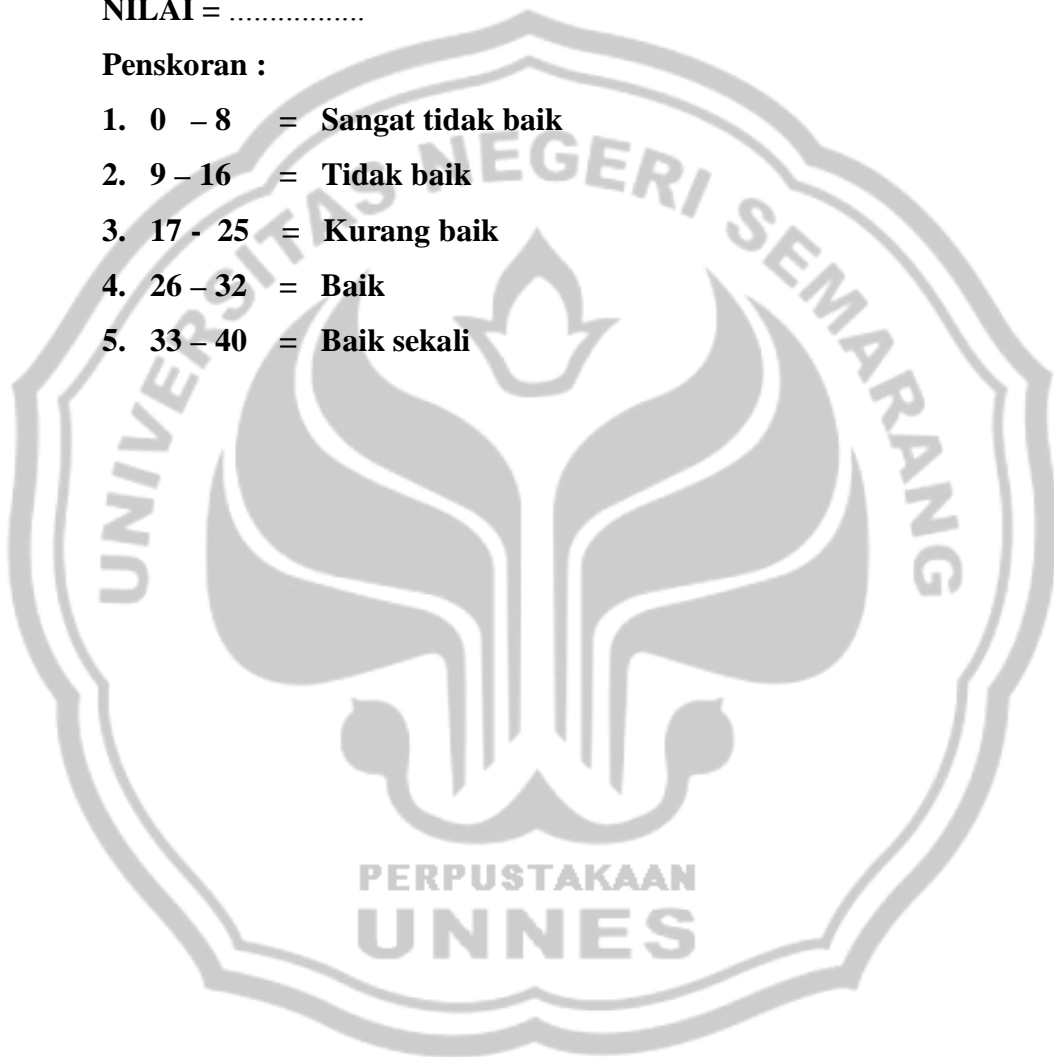 NILAI = .................
Penskoran :
1. 0 – 8 = Sangat tidak baik
2. 9 – 16 = Tidak baik
3. 17 - 25 = Kurang baik
4. 26 – 32 = Baik
5. 33 – 40 = Baik sekali
UNIVERSITAS NEGERI SEMARANG
PERPUSTAKAAN
UNNES